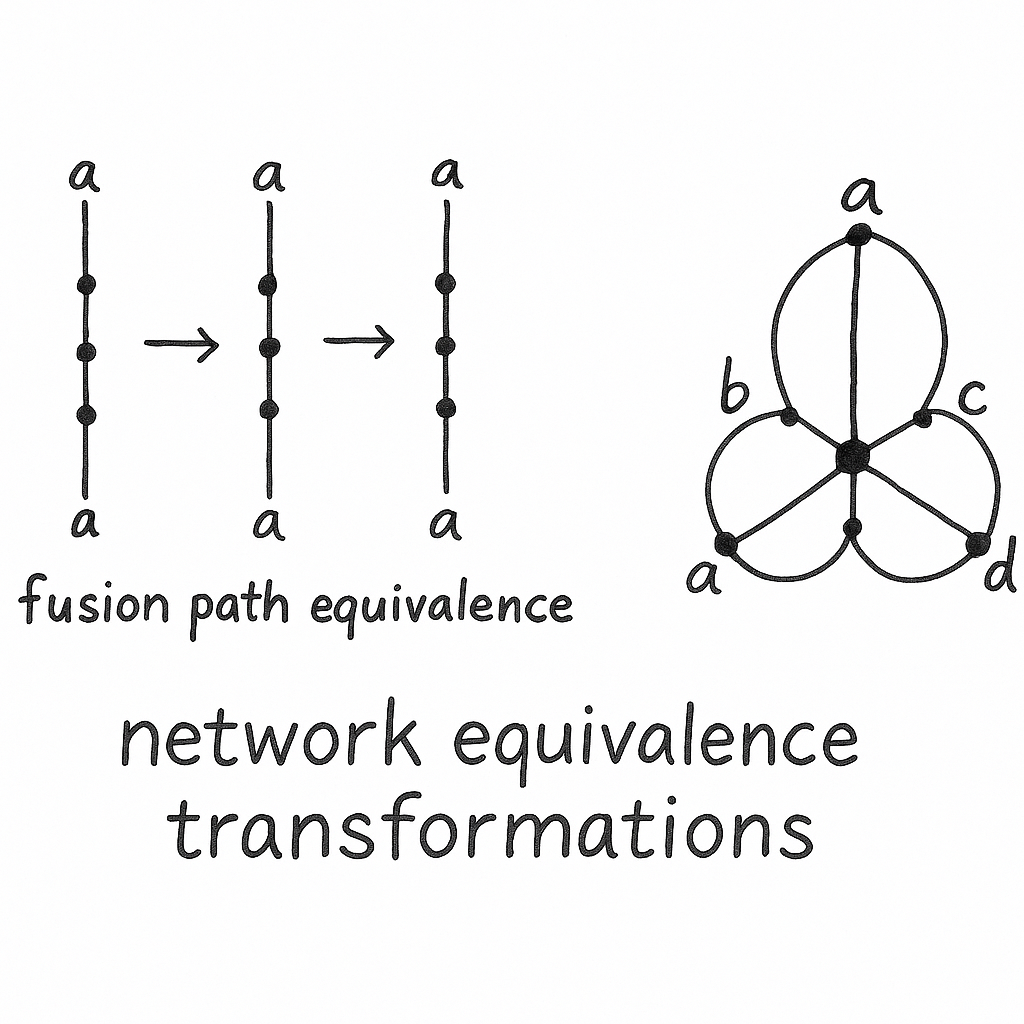 a a a
a
b c
a a a
a d
fusion path equivalence
network equivalence
transformations